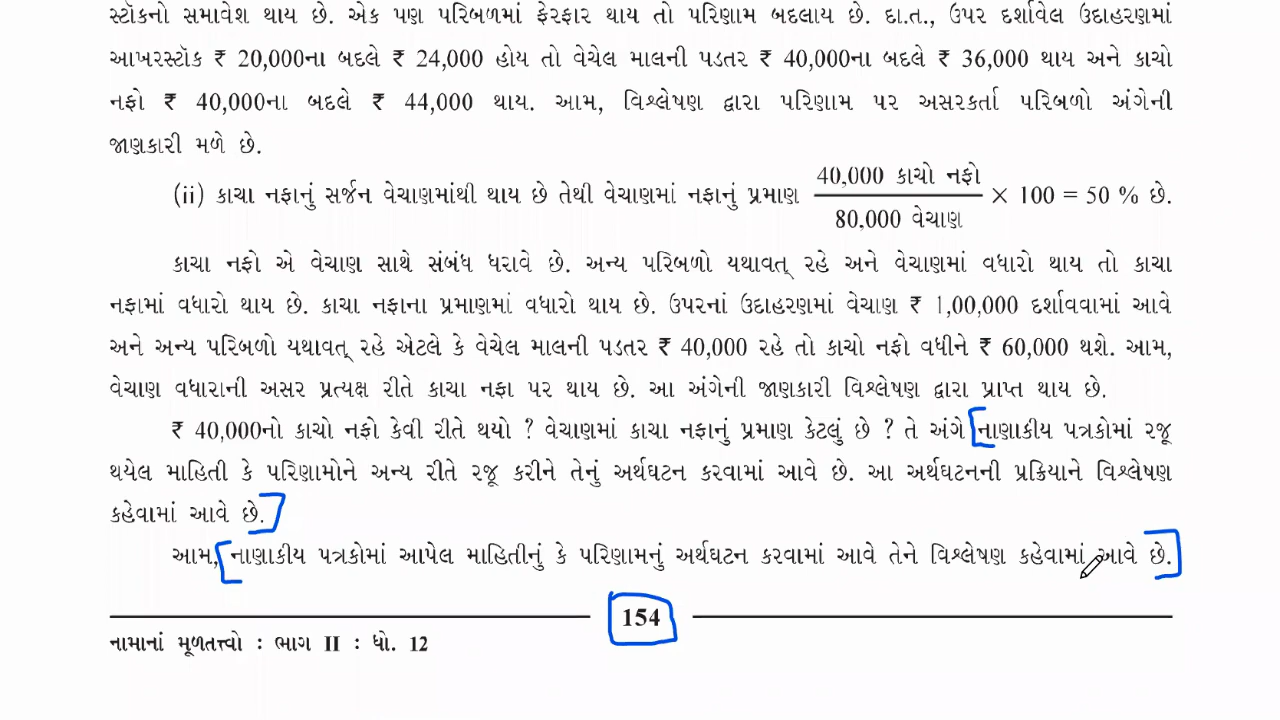 સ્ટૉકનો સમાવેશ થાય છે. એક પણ પરિબળમાં ફેરફાર થાય તો પરિણામ બદલાય છે. દા.ત., ઉપર દર્શાવેલ ઉદાહરણમાં
આખરસ્ટૉક ₹ 20,000ના બદલે ₹ 24,000 હોય તો વેચેલ માલની પડતર ₹ 40,000ના બદલે ₹ 36,000 થાય અને કાચો
નફો ₹ 40,000ના બદલે ₹ 44,000 થાય. આમ, વિશ્લેષણ દ્વારા પરિણામ પર અસરકર્તા પરિબળો અંગેની
જાણકારી મળે છે.
(ii) કાચા નફાનું સર્જન વેચાણમાંથી થાય છે તેથી વેચાણમાં નફાનું પ્રમાણ 40,000 કાચો નફો / 80,000 વેચાણ × 100 = 50 % છે.
કાચા નફો એ વેચાણ સાથે સંબંધ ધરાવે છે. અન્ય પરિબળો યથાવત્ રહે અને વેચાણમાં વધારો થાય તો કાચા
નફામાં વધારો થાય છે. કાચા નફાના પ્રમાણમાં વધારો થાય છે. ઉપરનાં ઉદાહરણમાં વેચાણ ₹ 1,00,000 દર્શાવવામાં આવે
અને અન્ય પરિબળો યથાવત્ રહે એટલે કે વેચેલ માલની પડતર ₹ 40,000 રહે તો કાચો નફો વધીને ₹ 60,000 થશે. આમ,
વેચાણ વધારાની અસર પ્રત્યક્ષ રીતે કાચા નફા પર થાય છે. આ અંગેની જાણકારી વિશ્લેષણ દ્વારા પ્રાપ્ત થાય છે.
₹ 40,000નો કાચો નફો કેવી રીતે થયો ? વેચાણમાં કાચા નફાનું પ્રમાણ કેટલું છે ? તે અંગે નાણાકીય પત્રકોમાં રજૂ
થયેલ માહિતી કે પરિણામોને અન્ય રીતે રજૂ કરીને તેનું અર્થઘટન કરવામાં આવે છે. આ અર્થઘટનની પ્રક્રિયાને વિશ્લેષણ
કહેવામાં આવે છે.
આમ, નાણાકીય પત્રકોમાં આપેલ માહિતીનું કે પરિણામનું અર્થઘટન કરવામાં આવે તેને વિશ્લેષણ કહેવામાં આવે છે.
154
નામાનાં મૂળતત્ત્વો : ભાગ II : ધો. 12